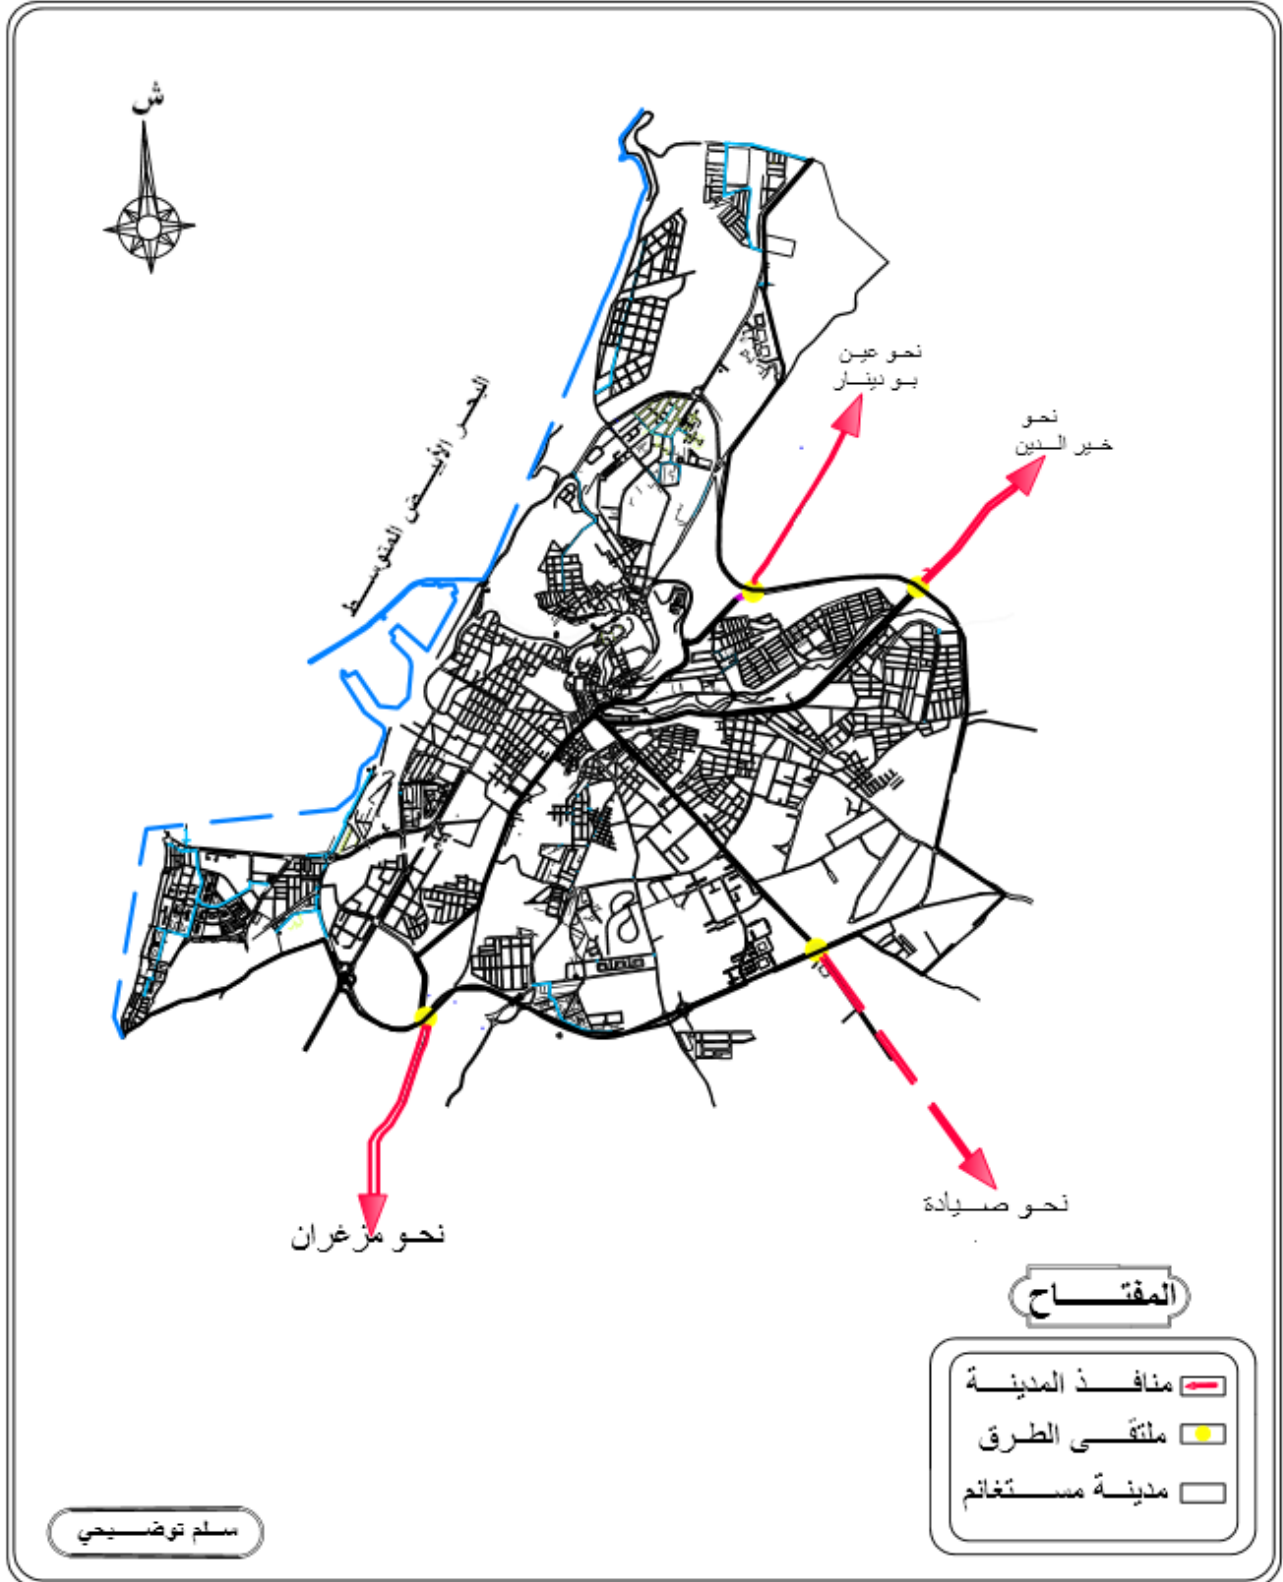 ش
نحو عين
بو دينار
نحو
خير الدين
البحر الأبيض المتوسط
نحو صيادة
نحو مزغران
المفتاح
منافذ المدينة
ملتقى الطرق
مدينة مستغانم
سلم توضيحي